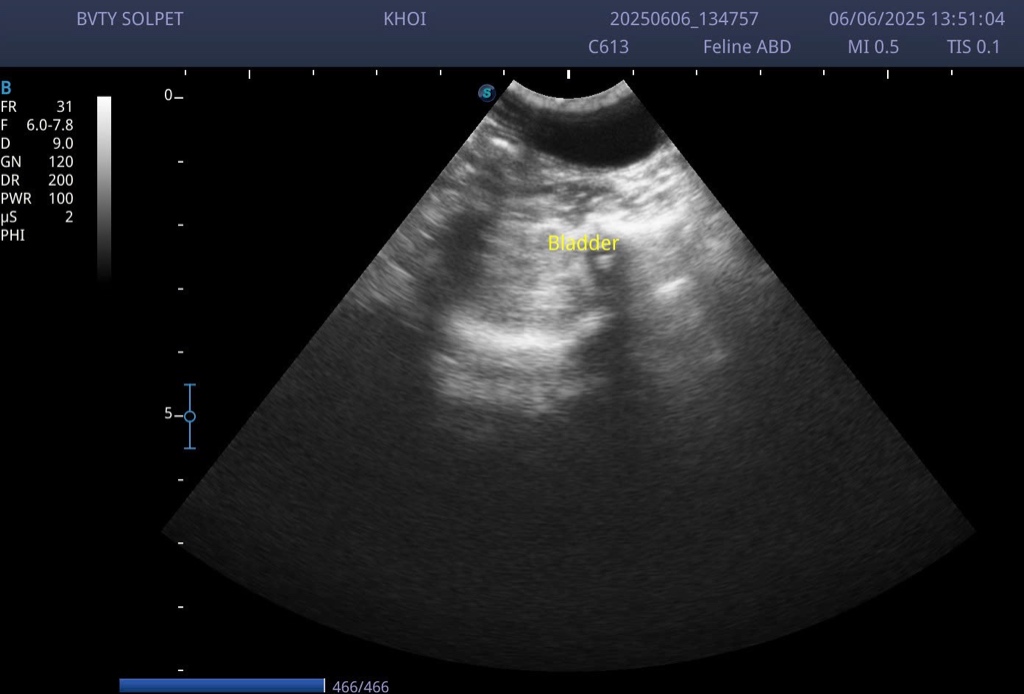 BVTY SOLPET KHOI 20250606_134757 06/06/2025 13:51:04
C613 Feline ABD MI 0.5 TIS 0.1
B
FR 31
F 6.0-7.8
D 9.0
GN 120
DR 200
PWR 100
µS 2
PHI
0
S
Bladder
5
466/466